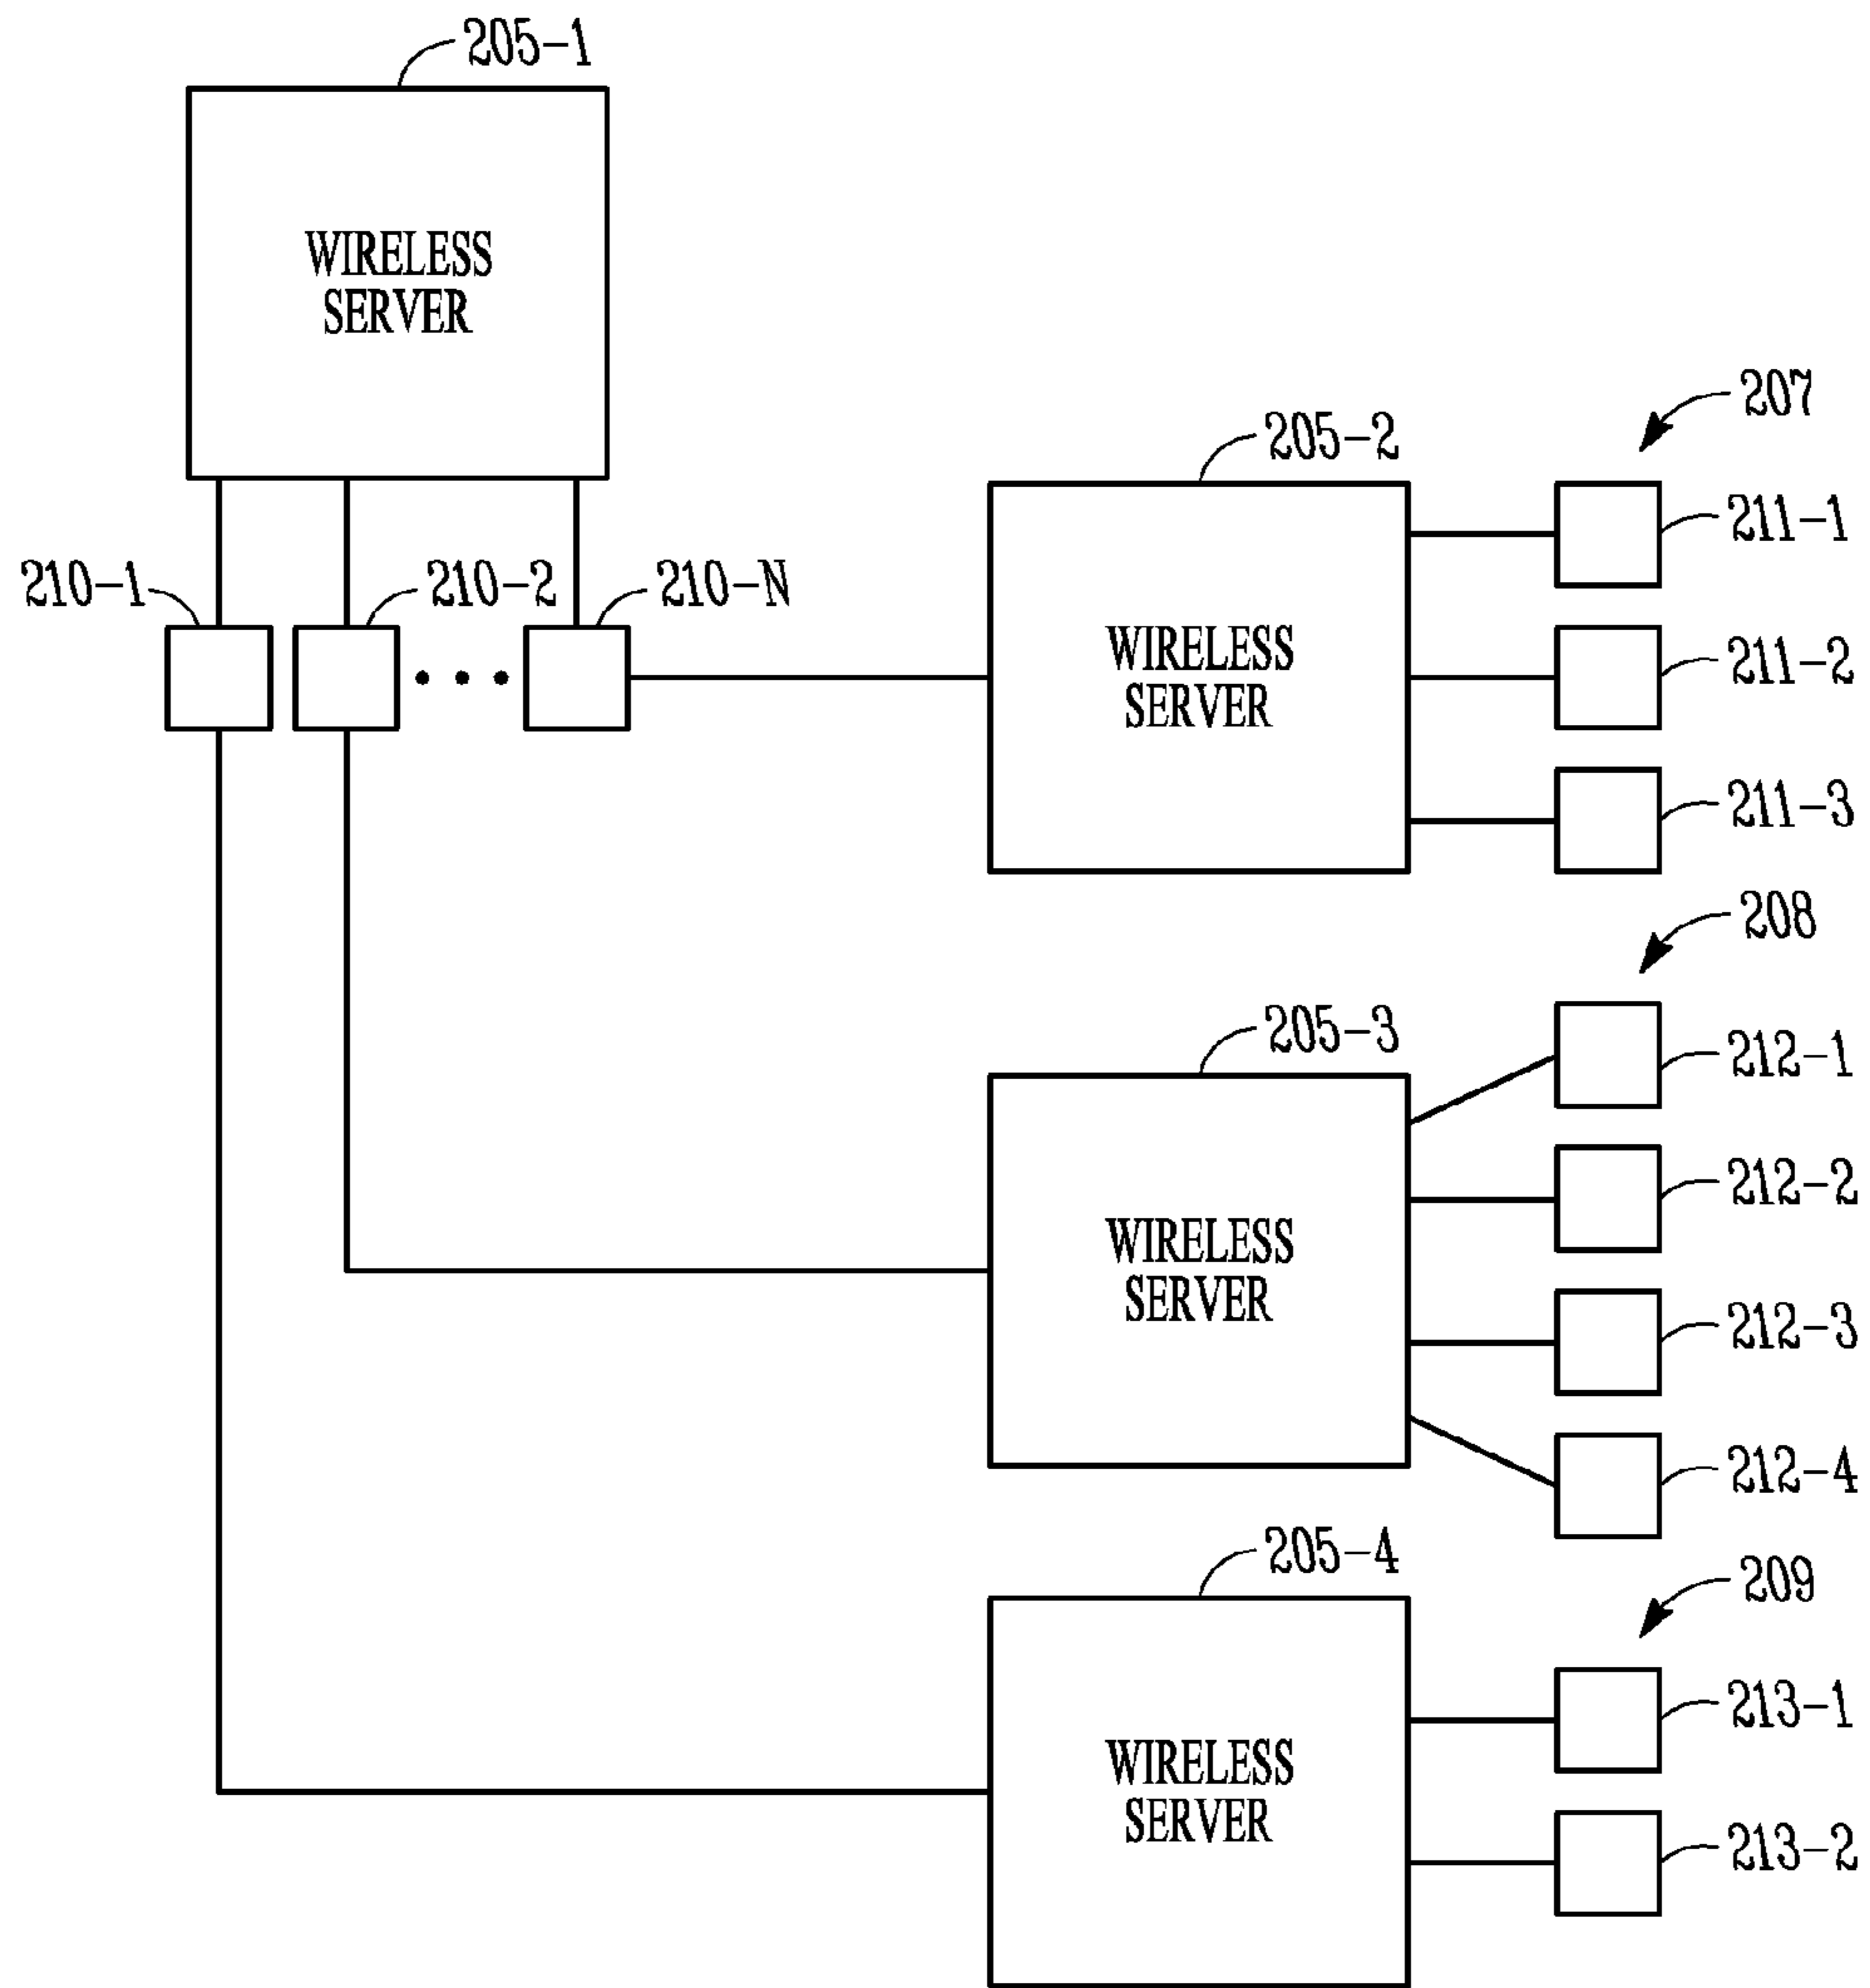 205-1
WIRELESS
SERVER
210-1
210-2
210-N
205-2
WIRELESS
SERVER
207
211-1
211-2
211-3
205-3
WIRELESS
SERVER
208
212-1
212-2
212-3
212-4
205-4
WIRELESS
SERVER
209
213-1
213-2